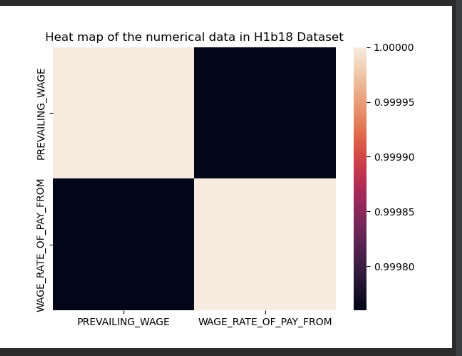 Heat map of the numerical data in H1b18 Dataset
PREVAILING_WAGE
WAGE_RATE_OF_PAY_FROM
PREVAILING_WAGE
WAGE_RATE_OF_PAY_FROM
1.00000
0.99995
0.99990
0.99985
0.99980